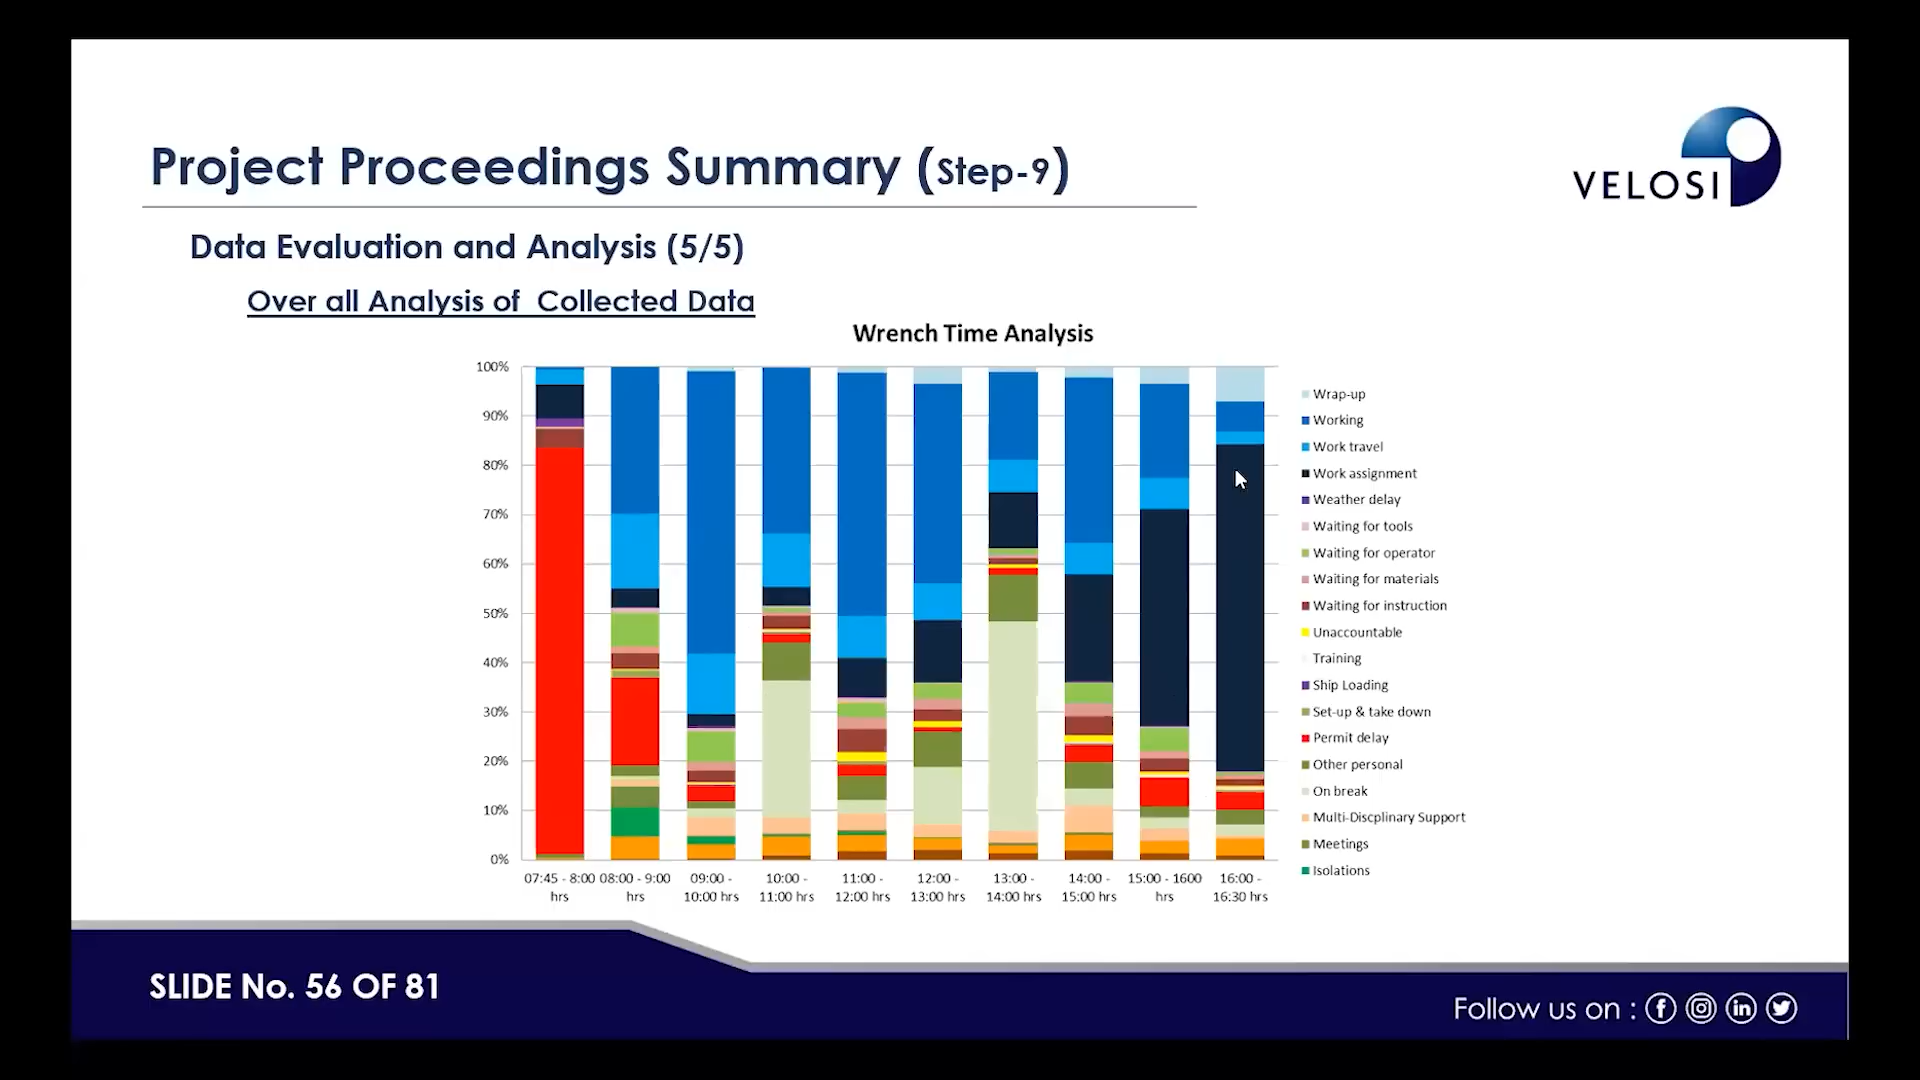 Project Proceedings Summary (Step-9)
VELOSI
Data Evaluation and Analysis (5/5)
Over all Analysis of  Collected Data
Wrench Time Analysis
100%
90%
80%
70%
60%
50%
40%
30%
20%
10%
0%
07:45 - 8:00 hrs
08:00 - 9:00 hrs
09:00 - 10:00 hrs
10:00 - 11:00 hrs
11:00 - 12:00 hrs
12:00 - 13:00 hrs
13:00 - 14:00 hrs
14:00 - 15:00 hrs
15:00 - 1600 hrs
16:00 - 16:30 hrs
Wrap-up
Working
Work travel
Work assignment
Weather delay
Waiting for tools
Waiting for operator
Waiting for materials
Waiting for instruction
Unaccountable
Training
Ship Loading
Set-up & take down
Permit delay
Other personal
On break
Multi-Discplinary Support
Meetings
Isolations
SLIDE No. 56 OF 81
Follow us on :